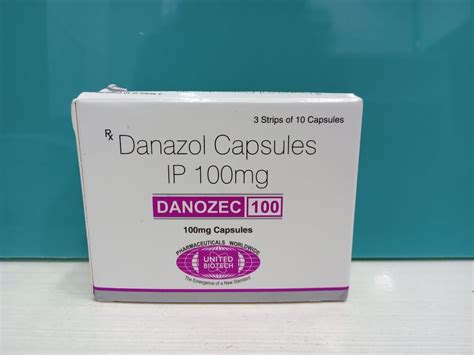 3 Strips of 10 Capsules
Rx Danazol Capsules
IP 100mg
DANOZEC 100
100mg Capsules
PHARMACEUTICALS WORLDWIDE
UNITED
BIOTECH
The Emergence of a New Standard